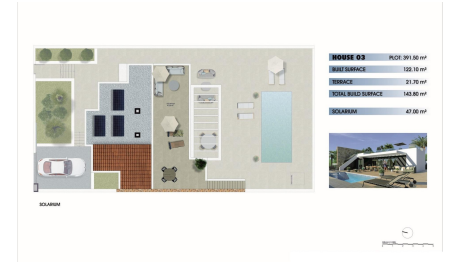 HOUSE 03 PLOT: 391.50 m²
BUILT SURFACE 122.10 m²
TERRACE 21.70 m²
TOTAL BUILD SURFACE 143.80 m²
SOLARIUM 47.00 m²
SOLARIUM